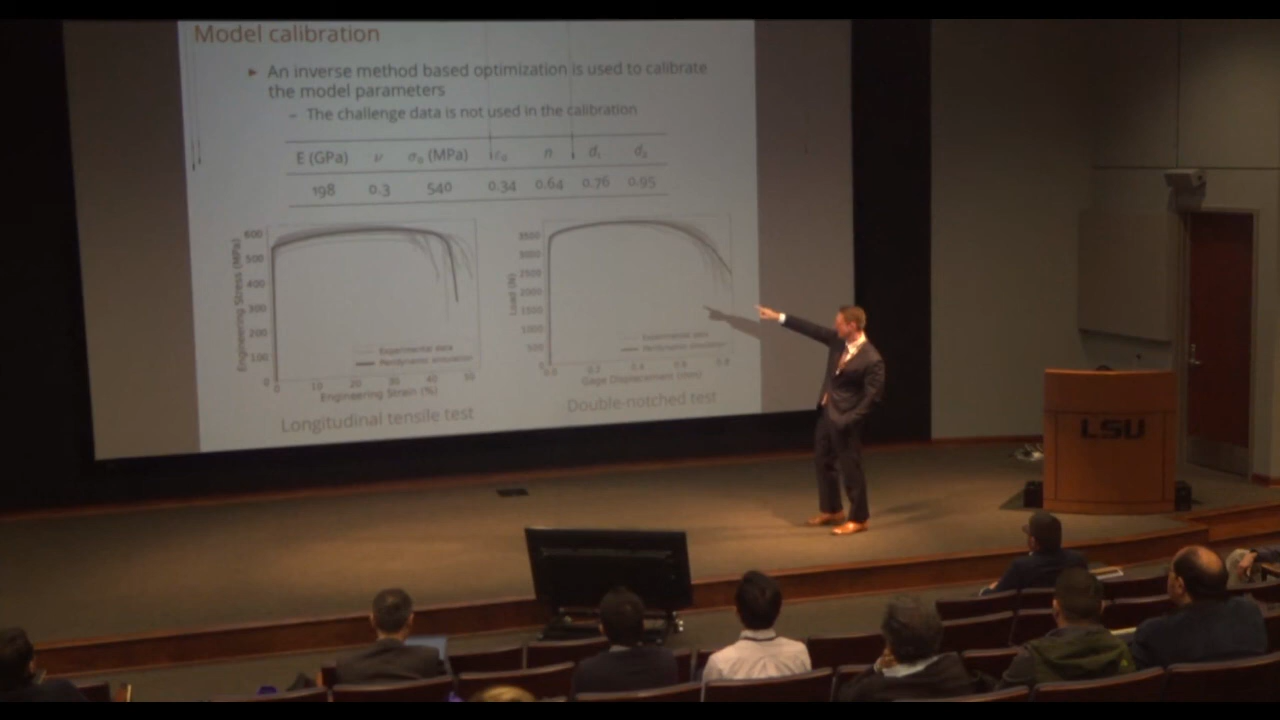 Model calibration
► An inverse method based optimization is used to calibrate
the model parameters
– The challenge data is not used in the calibration
E (GPa) ν σ₀ (MPa) n d₁ d₂
198 0.3 540 0.34 0.64 0.76 0.95
600
500
400
300
200
100
0
Engineering Stress (MPa)
Experimental data
Peridynamic simulation
0 10 20 30 40 50
Engineering Strain (%)
Longitudinal tensile test
3500
3000
2500
2000
1500
1000
500
0
Load (N)
Experimental data
Peridynamic simulation
0.0 0.2 0.4
Gage Displacement (mm)
Double-notched test
LSU